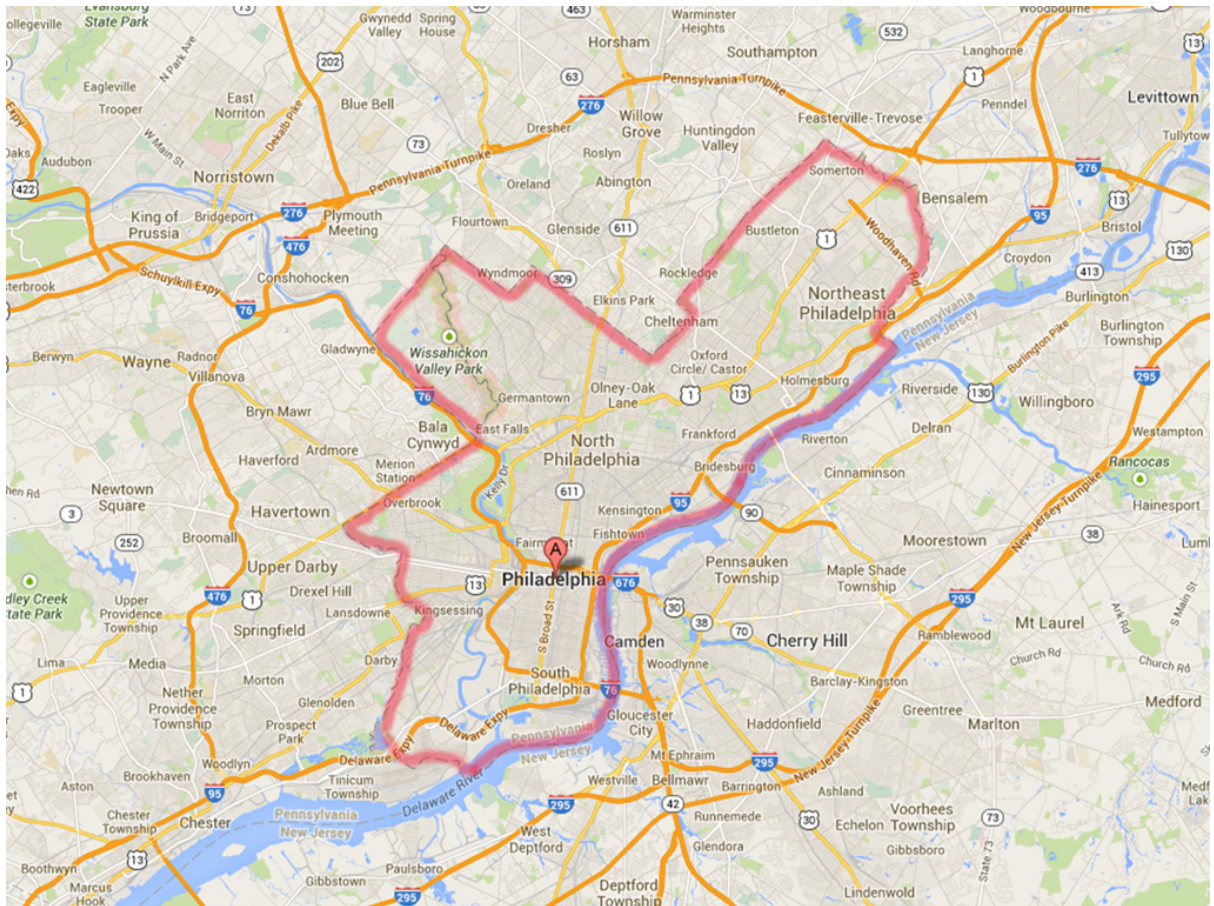 Evansburg
State Park
Collegeville
73
Gwynedd
Valley
Spring
House
463
Horsham
Warminster
Heights
Southampton
532
Woodbourne
Langhorne
13
1
N Park Ave
202
Eagleville
Trooper
East
Norriton
Dekalb Pike
Blue Bell
63
Pennsylvania Turnpike
Penndel
Levittown
276
Willow
Grove
Feasterville-Trevose
Dresher
Huntingdon
Valley
Tullytown
W Main St
73
Roslyn
Somerton
Oaks
Audubon
Norristown
Pennsylvania Turnpike
Oreland
Abington
276
422
Bensalem
13
King of
Prussia
Bridgeport
276
Plymouth
Meeting
Flourtown
Glenside
611
Bustleton
1
Woodhaven Rd
95
Bristol
476
130
Conshohocken
Wyndmoor
309
Rockledge
Croydon
413
Schuylkill Expy
76
Elkins Park
Northeast
Philadelphia
Burlington
Cheltenham
Pennsylvania
New Jersey
Burlington
Township
Gladwyne
Wissahickon
Valley Park
Oxford
Circle/ Castor
Burlington Pike
Berwyn
Wayne
Radnor
Villanova
Olney-Oak
Lane
Holmesburg
295
76
Germantown
1
13
Riverside
130
Willingboro
Bryn Mawr
Bala
Cynwyd
East Falls
Frankford
Delran
Westampton
Ardmore
North
Philadelphia
Riverton
Haverford
Merion
Station
Kelly Dr
Bridesburg
Cinnaminson
Rancocas
Newtown
Square
611
95
New Jersey Turnpike
Hainesport
3
Havertown
Overbrook
Kensington
90
252
Broomall
Fishtown
Moorestown
38
A
Upper Darby
Pennsauken
Township
Philadelphia
676
Maple Shade
Township
476
1
Drexel Hill
13
30
295
Upper
Providence
Township
Lansdowne
Kingsessing
S Broad St
38
70
Mt Laurel
Ark Rd
S Main St
Springfield
Camden
Cherry Hill
Ramblewood
Lima
Media
Darby
Woodlynne
Church Rd
Church Rd
1
Morton
South
Philadelphia
76
Barclay-Kingston
Medford
Nether
Providence
Township
Glenolden
Delaware Expy
Gloucester
City
Greentree
Marlton
Prospect
Park
Pennsylvania
New Jersey
Haddonfield
73
Woodlyn
Delaware Expy
Mt Ephraim
295
New Jersey Turnpike
Brookhaven
Tinicum
Township
Delaware River
Westville
Bellmawr
Barrington
Ashland
Aston
95
295
42
Voorhees
Township
Chester
Township
Chester
Pennsylvania
New Jersey
Runnemede
30
Echelon
73
West
Deptford
Glendora
Gibbsboro
State 73
Boothwyn
13
Paulsboro
Marcus
Hook
Gibbstown
295
Deptford
Township
Lindenwold